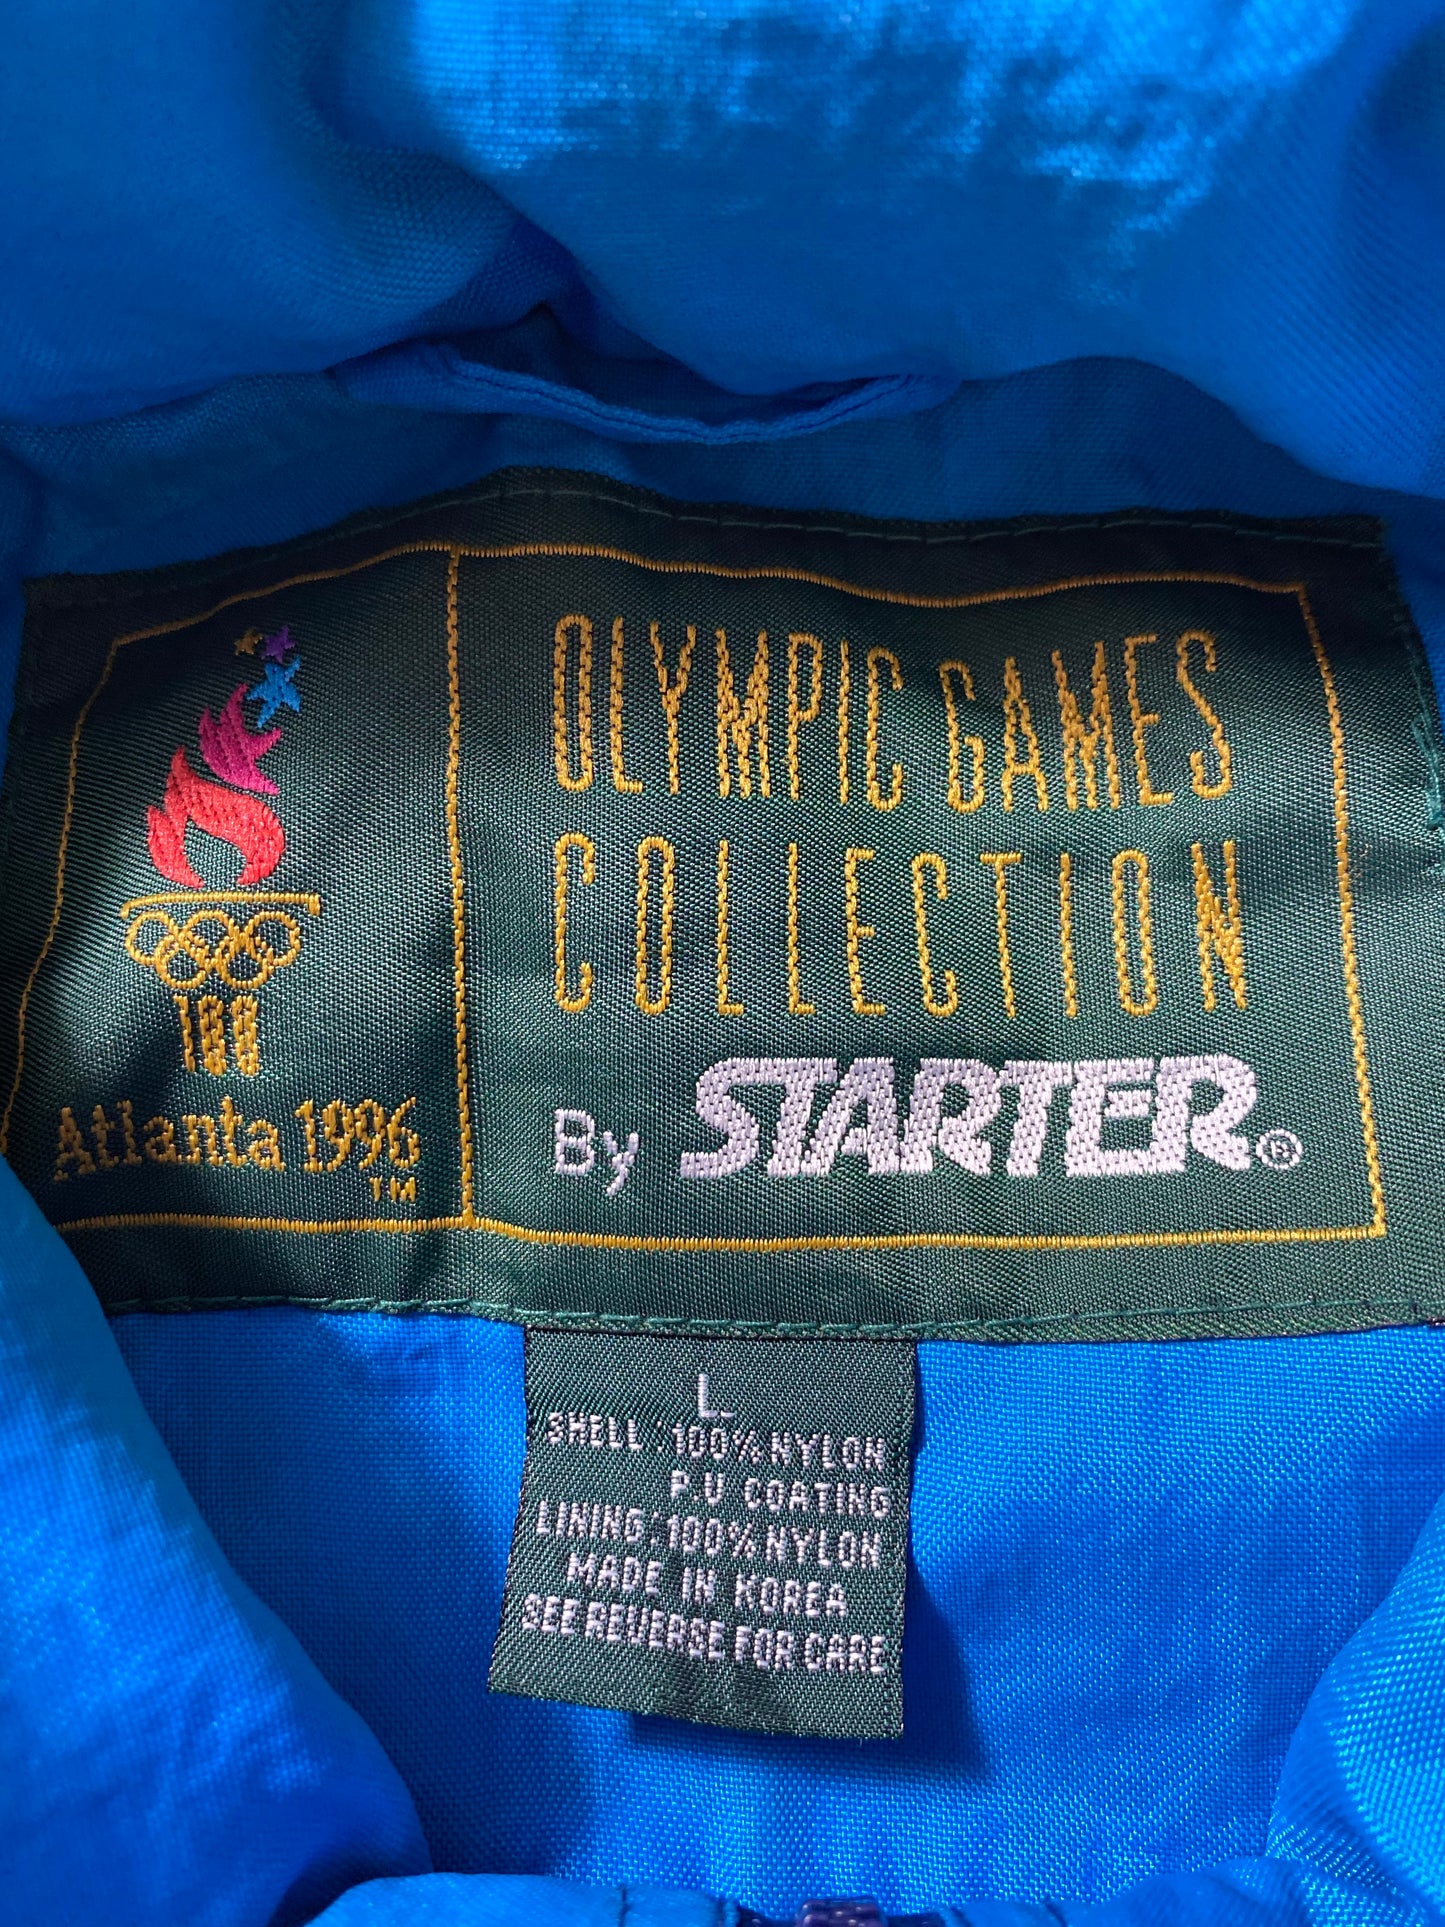 100
Atlanta 1996
TM
OLYMPIC GAMES
COLLECTION
By STARTER®
L.
SHELL:100% NYLON
P.U COATING
LINING:100% NYLON
MADE IN KOREA
SEE REVERSE FOR CARE